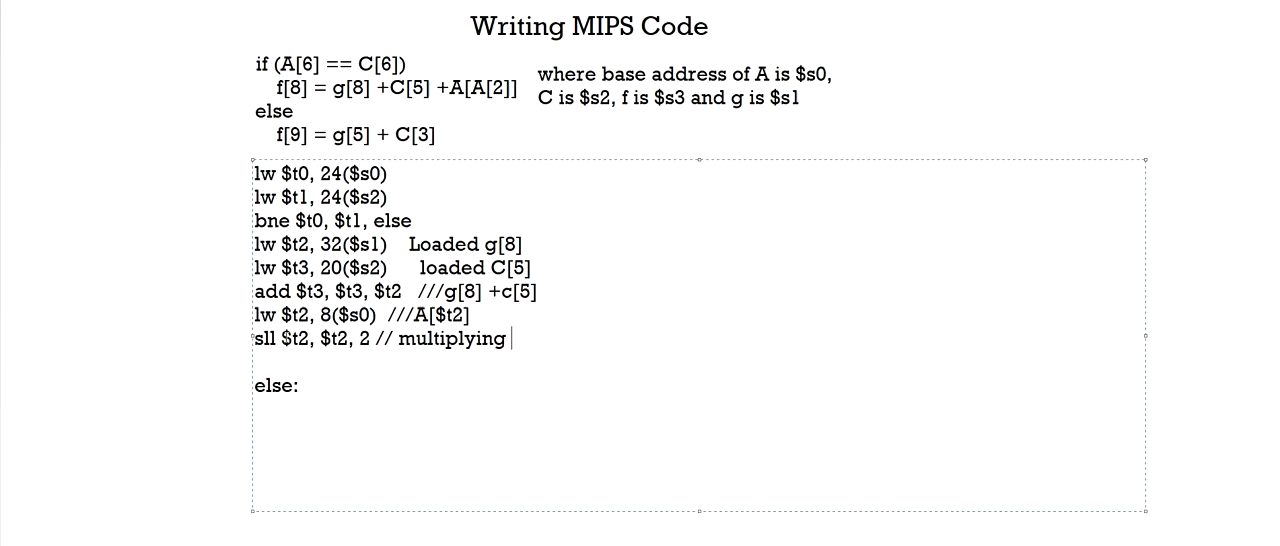 Writing MIPS Code
if (A[6] == C[6])
f[8] = g[8] +C[5] +A[A[2]]
else
f[9] = g[5] + C[3]
where base address of A is $s0,
C is $s2, f is $s3 and g is $s1
lw $t0, 24($s0)
lw $t1, 24($s2)
bne $t0, $t1, else
lw $t2, 32($s1) Loaded g[8]
lw $t3, 20($s2) loaded C[5]
add $t3, $t3, $t2 ///g[8] +c[5]
lw $t2, 8($s0) ///A[$t2]
sll $t2, $t2, 2 // multiplying
else: